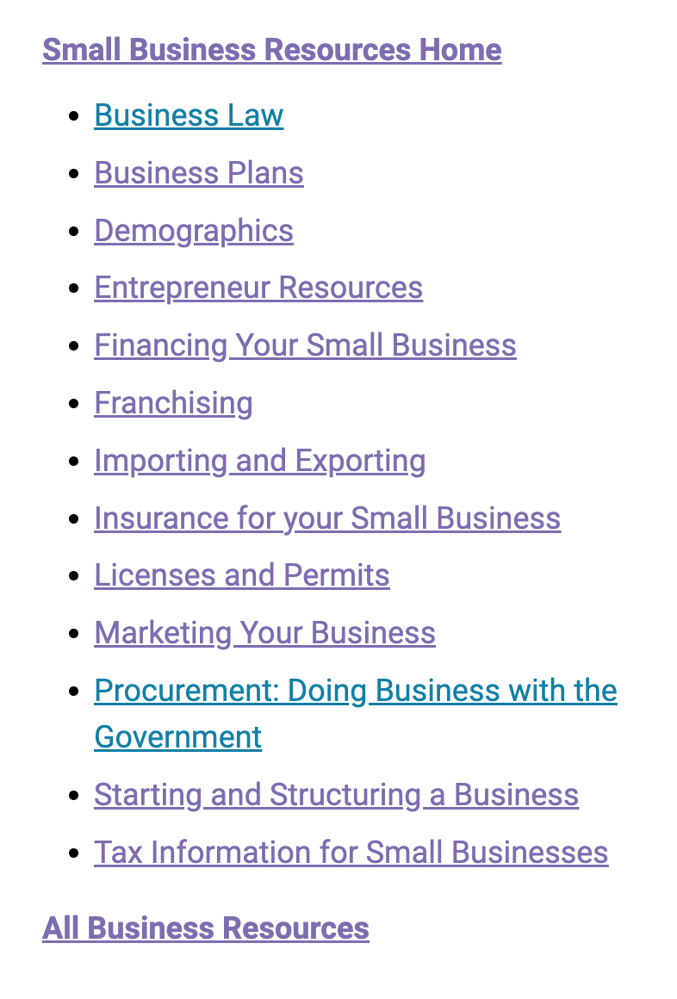 Small Business Resources Home
Business Law
Business Plans
Demographics
Entrepreneur Resources
Financing Your Small Business
Franchising
Importing and Exporting
Insurance for your Small Business
Licenses and Permits
Marketing Your Business
Procurement: Doing Business with the
Government
Starting and Structuring a Business
Tax Information for Small Businesses
All Business Resources